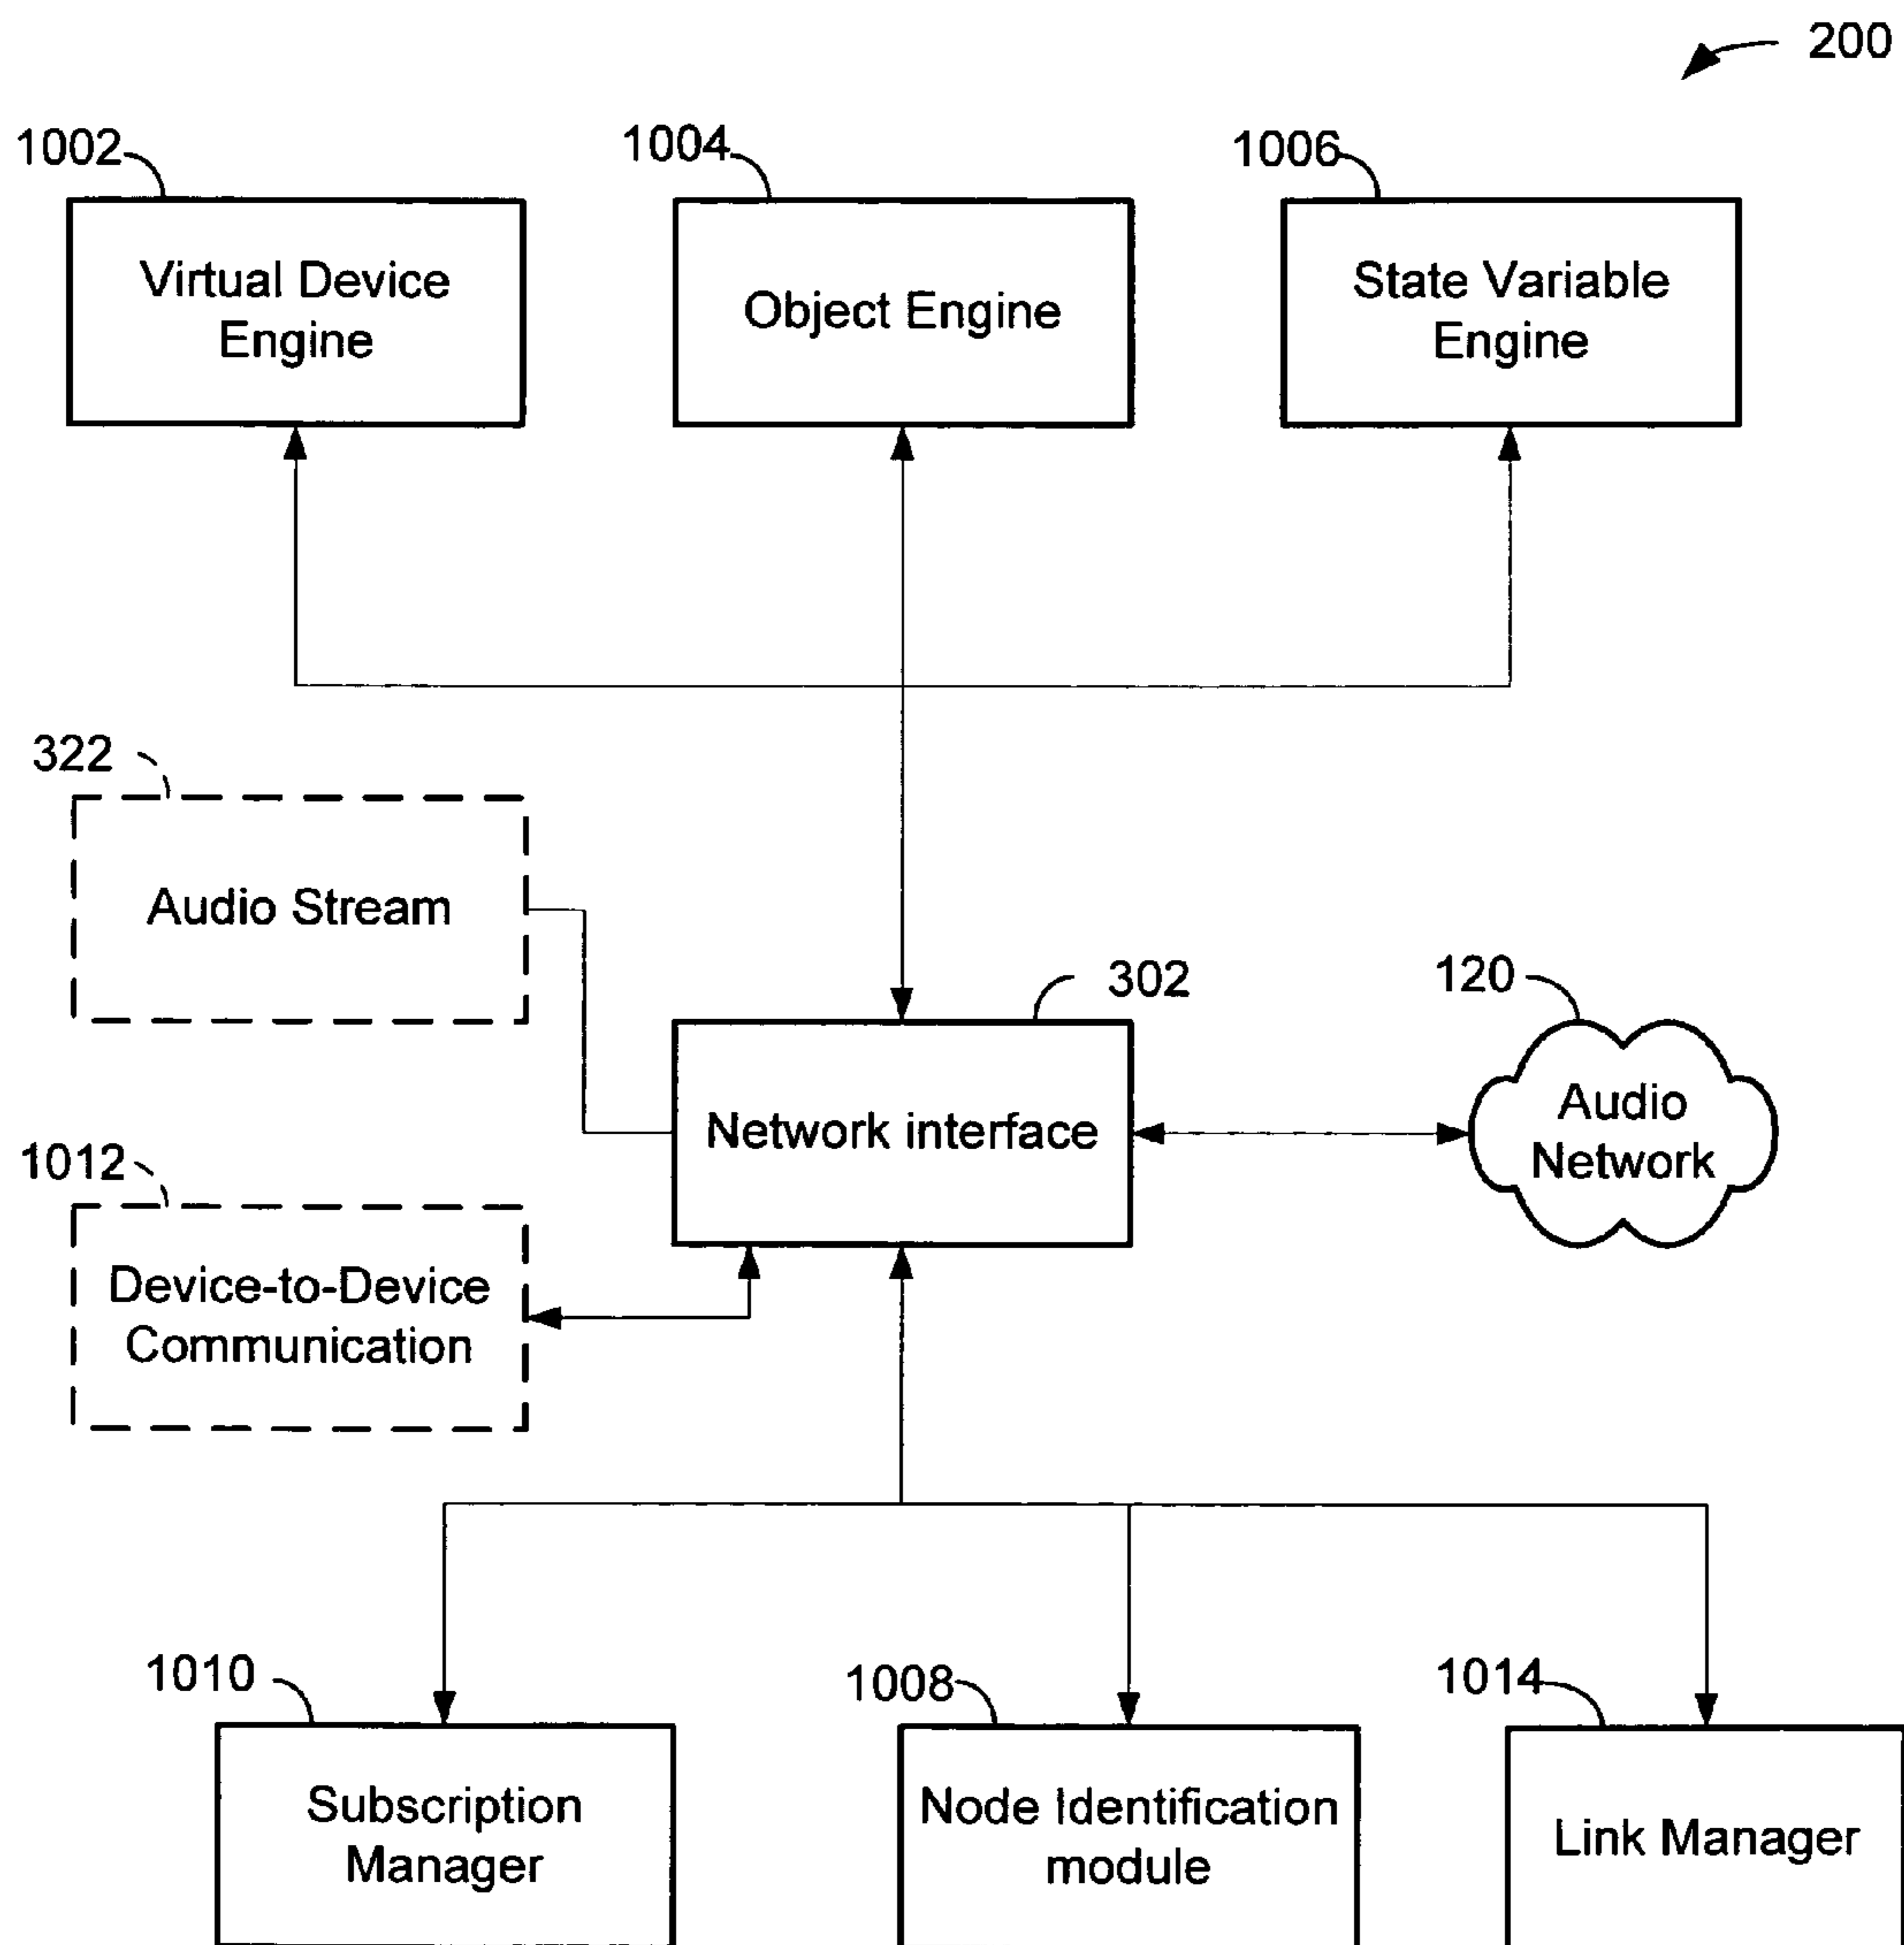 200
1002
1004
1006
Virtual Device
Engine
Object Engine
State Variable
Engine
322
Audio Stream
302
120
Network interface
Audio
Network
1012
Device-to-Device
Communication
1010
1008
1014
Subscription
Manager
Node Identification
module
Link Manager